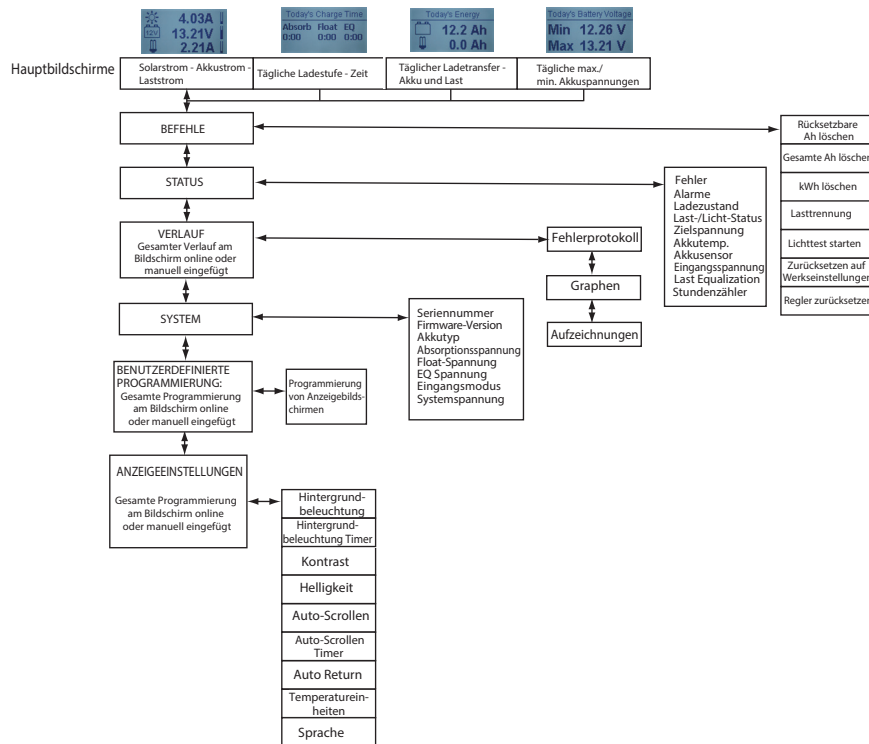 4.03A
12V 13.21V
2.21A
Today's Charge Time
Absorb Float EQ
0:00 0:00 0:00
Today's Energy
12.2 Ah
0.0 Ah
Today's Battery Voltage
Min 12.26 V
Max 13.21 V
Hauptbildschirme
Solarstrom - Akkustrom -
Laststrom
Tägliche Ladestufe - Zeit
Täglicher Ladetransfer -
Akku und Last
Tägliche max./
min. Akkuspannungen
BEFEHLE
Rücksetzbare
Ah löschen
Gesamte Ah löschen
kWh löschen
Lasttrennung
Lichttest starten
Zurücksetzen auf
Werkseinstellungen
Regler zurücksetzen
STATUS
Fehler
Alarme
Ladezustand
Last-/Licht-Status
Zielspannung
Akkutemp.
Akkusensor
Eingangsspannung
Last Equalization
Stundenzähler
VERLAUF
Gesamter Verlauf am
Bildschirm online oder
manuell eingefügt
Fehlerprotokoll
Graphen
Aufzeichnungen
SYSTEM
Seriennummer
Firmware-Version
Akkutyp
Absorptionsspannung
Float-Spannung
EQ Spannung
Eingangsmodus
Systemspannung
BENUTZERDEFINIERTE
PROGRAMMIERUNG:
Gesamte Programmierung
am Bildschirm online
oder manuell eingefügt
Programmierung
von Anzeigebilds-
chirmen
ANZEIGEEINSTELLUNGEN
Gesamte Programmierung
am Bildschirm online
oder manuell eingefügt
Hintergrund-
beleuchtung
Hintergrund-
beleuchtung Timer
Kontrast
Helligkeit
Auto-Scrollen
Auto-Scrollen
Timer
Auto Return
Temperaturein-
heiten
Sprache